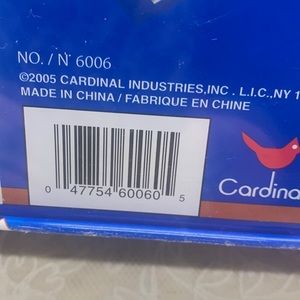 NO. / N° 6006
©2005 CARDINAL INDUSTRIES,INC . L.I.C.,NY 1
MADE IN CHINA / FABRIQUE EN CHINE
0 47754 60060 5
Cardina